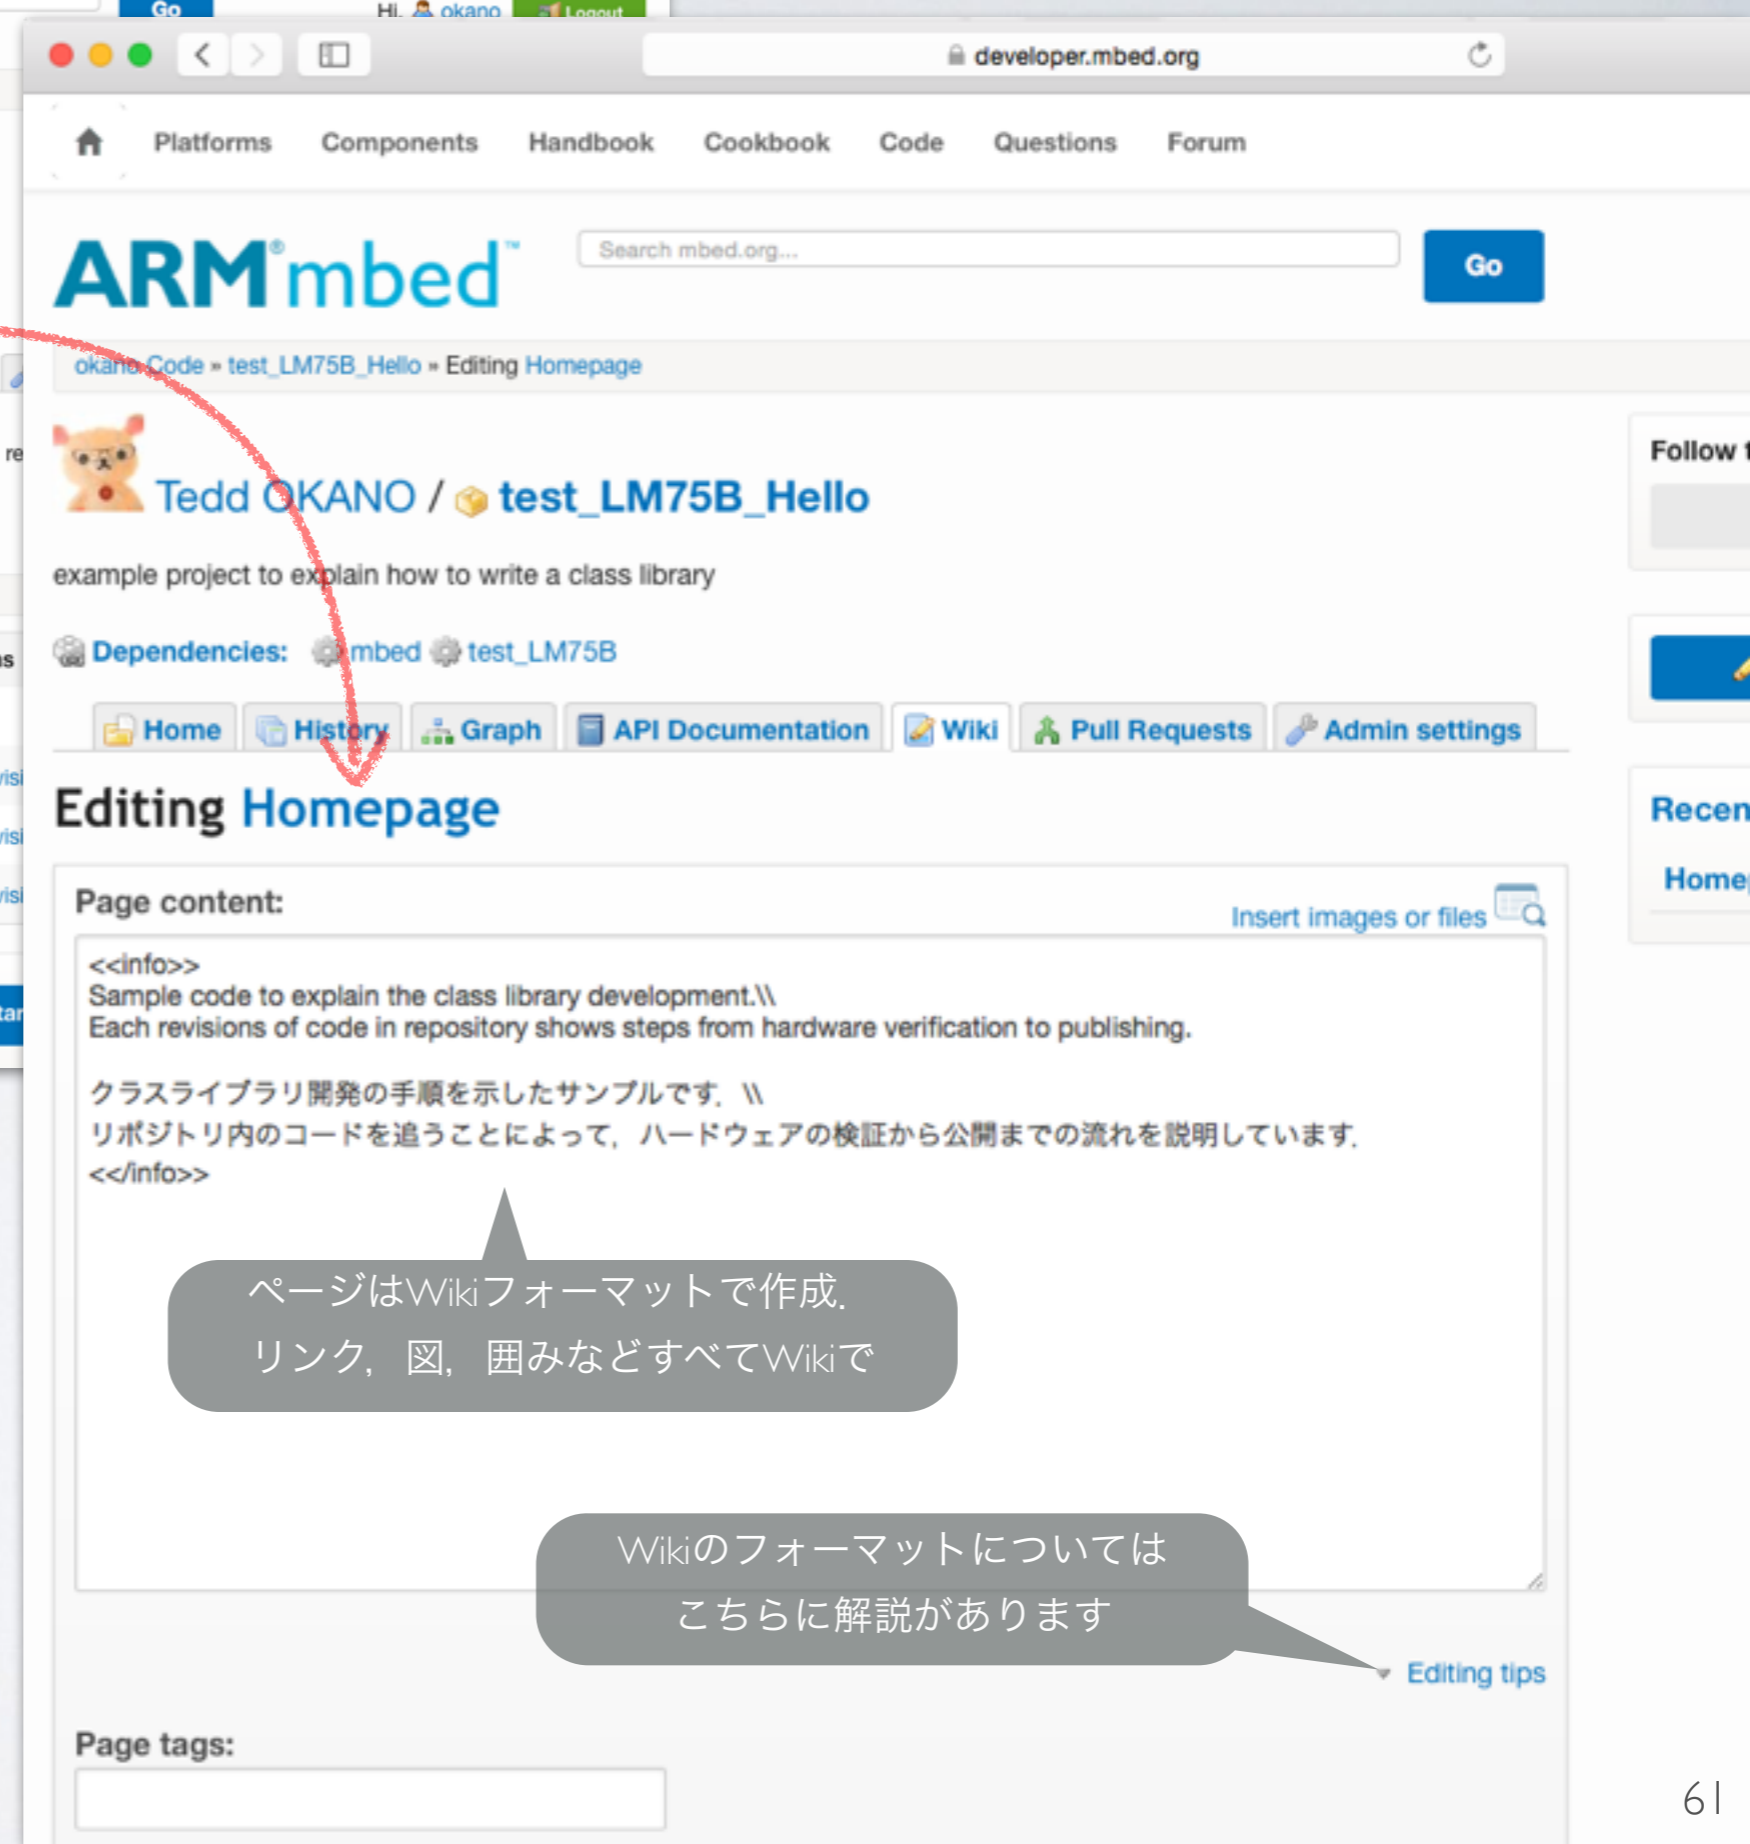 Go
Hi, okano
Logout
developer.mbed.org
Platforms Components Handbook Cookbook Code Questions Forum
ARM®mbed™
Search mbed.org...
Go
okano Code » test_LM75B_Hello » Editing Homepage
re
Follow t
Tedd OKANO / test_LM75B_Hello
example project to explain how to write a class library
Dependencies: mbed test_LM75B
Home History Graph API Documentation Wiki Pull Requests Admin settings
Editing Homepage
Recen
Page content:
Insert images or files
<<info>>
Sample code to explain the class library development.\\
Each revisions of code in repository shows steps from hardware verification to publishing.
クラスライブラリ開発の手順を示したサンプルです．\\
リポジトリ内のコードを追うことによって，ハードウェアの検証から公開までの流れを説明しています．
<</info>>
ページはWikiフォーマットで作成．
リンク，図，囲みなどすべてWikiで
Wikiのフォーマットについては
こちらに解説があります
Editing tips
Page tags:
61